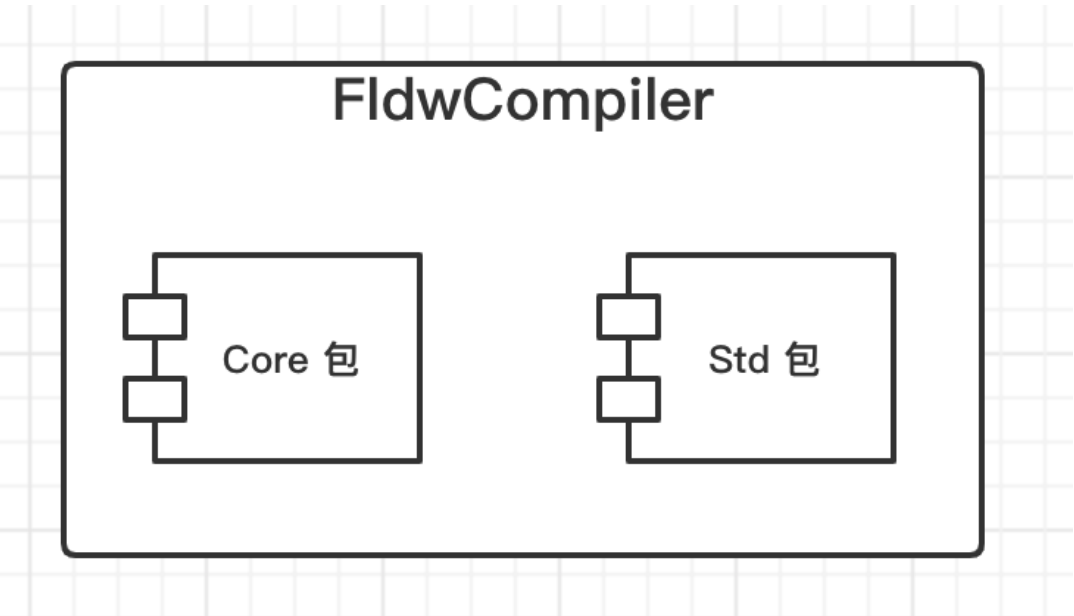 FldwCompiler
Core 包
Std 包